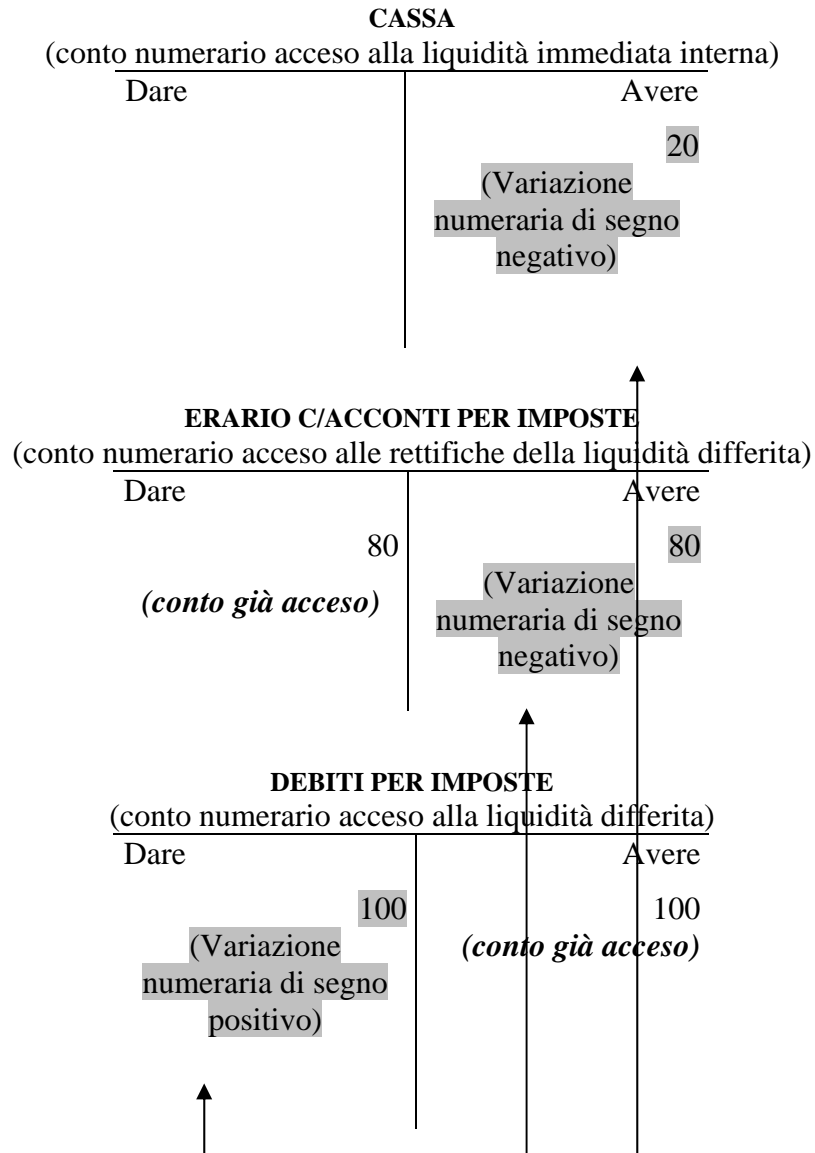 CASSA
(conto numerario acceso alla liquidità immediata interna)
Dare Avere
20
(Variazione
numeraria di segno
negativo)
ERARIO C/ACCONTI PER IMPOSTE
(conto numerario acceso alle rettifiche della liquidità differita)
Dare Avere
80 80
(conto già acceso)
(Variazione
numeraria di segno
negativo)
DEBITI PER IMPOSTE
(conto numerario acceso alla liquidità differita)
Dare Avere
100 100
(Variazione
numeraria di segno
positivo)
(conto già acceso)